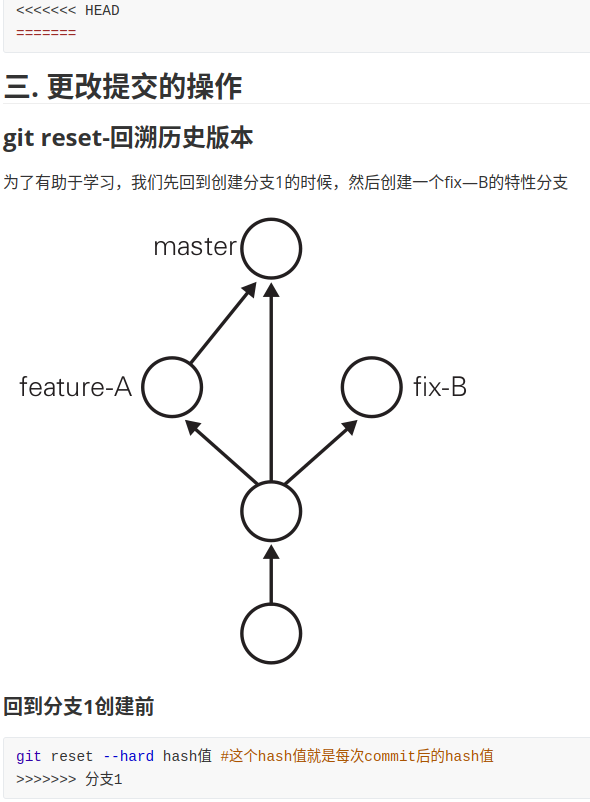 <<<<<<< HEAD
=======
三. 更改提交的操作
git reset-回溯历史版本
为了有助于学习，我们先回到创建分支1的时候，然后创建一个fix—B的特性分支
master
feature-A
fix-B
回到分支1创建前
git reset --hard hash值 #这个hash值就是每次commit后的hash值
>>>>>>> 分支1